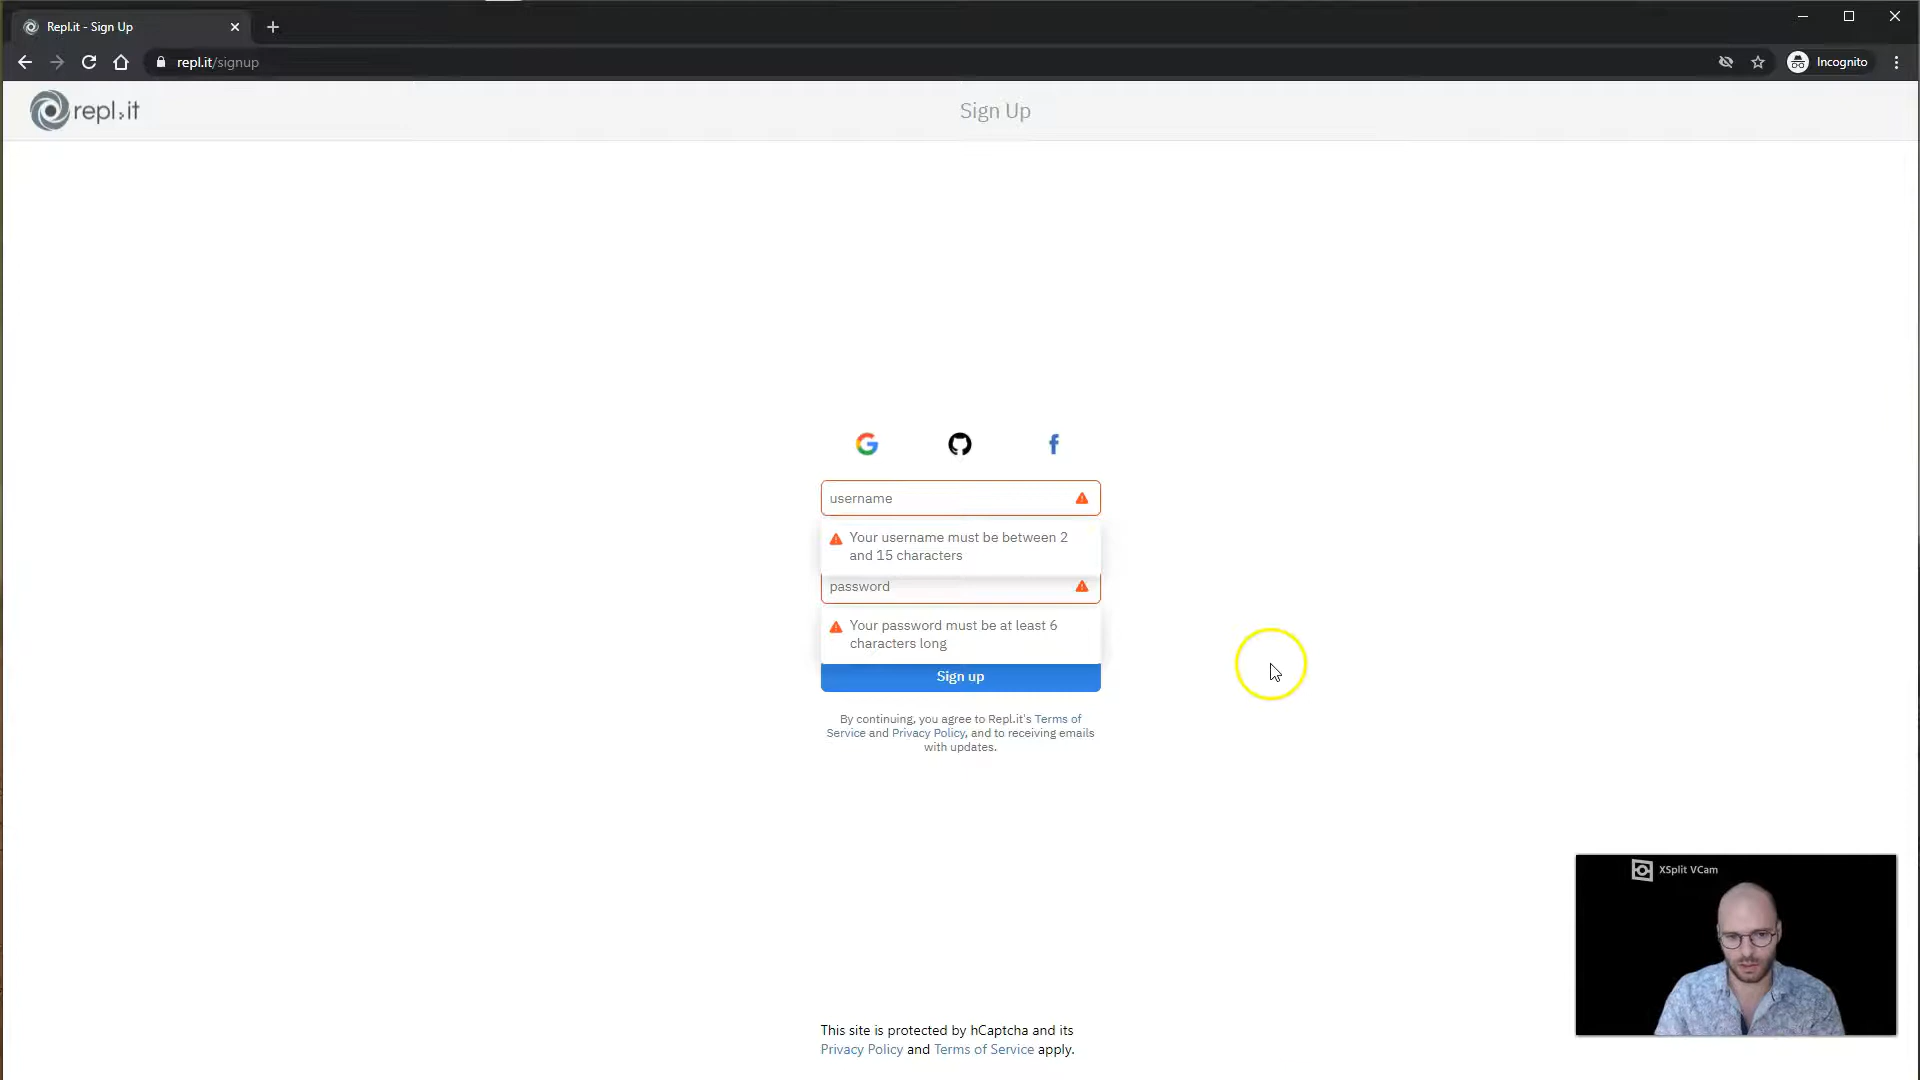 Repl.it - Sign Up
repl.it/signup
Incognito
repl.it
Sign Up
username
Your username must be between 2
and 15 characters
password
Your password must be at least 6
characters long
Sign up
By continuing, you agree to Repl.it's Terms of
Service and Privacy Policy, and to receiving emails
with updates.
XSplit VCam
This site is protected by hCaptcha and its
Privacy Policy and Terms of Service apply.